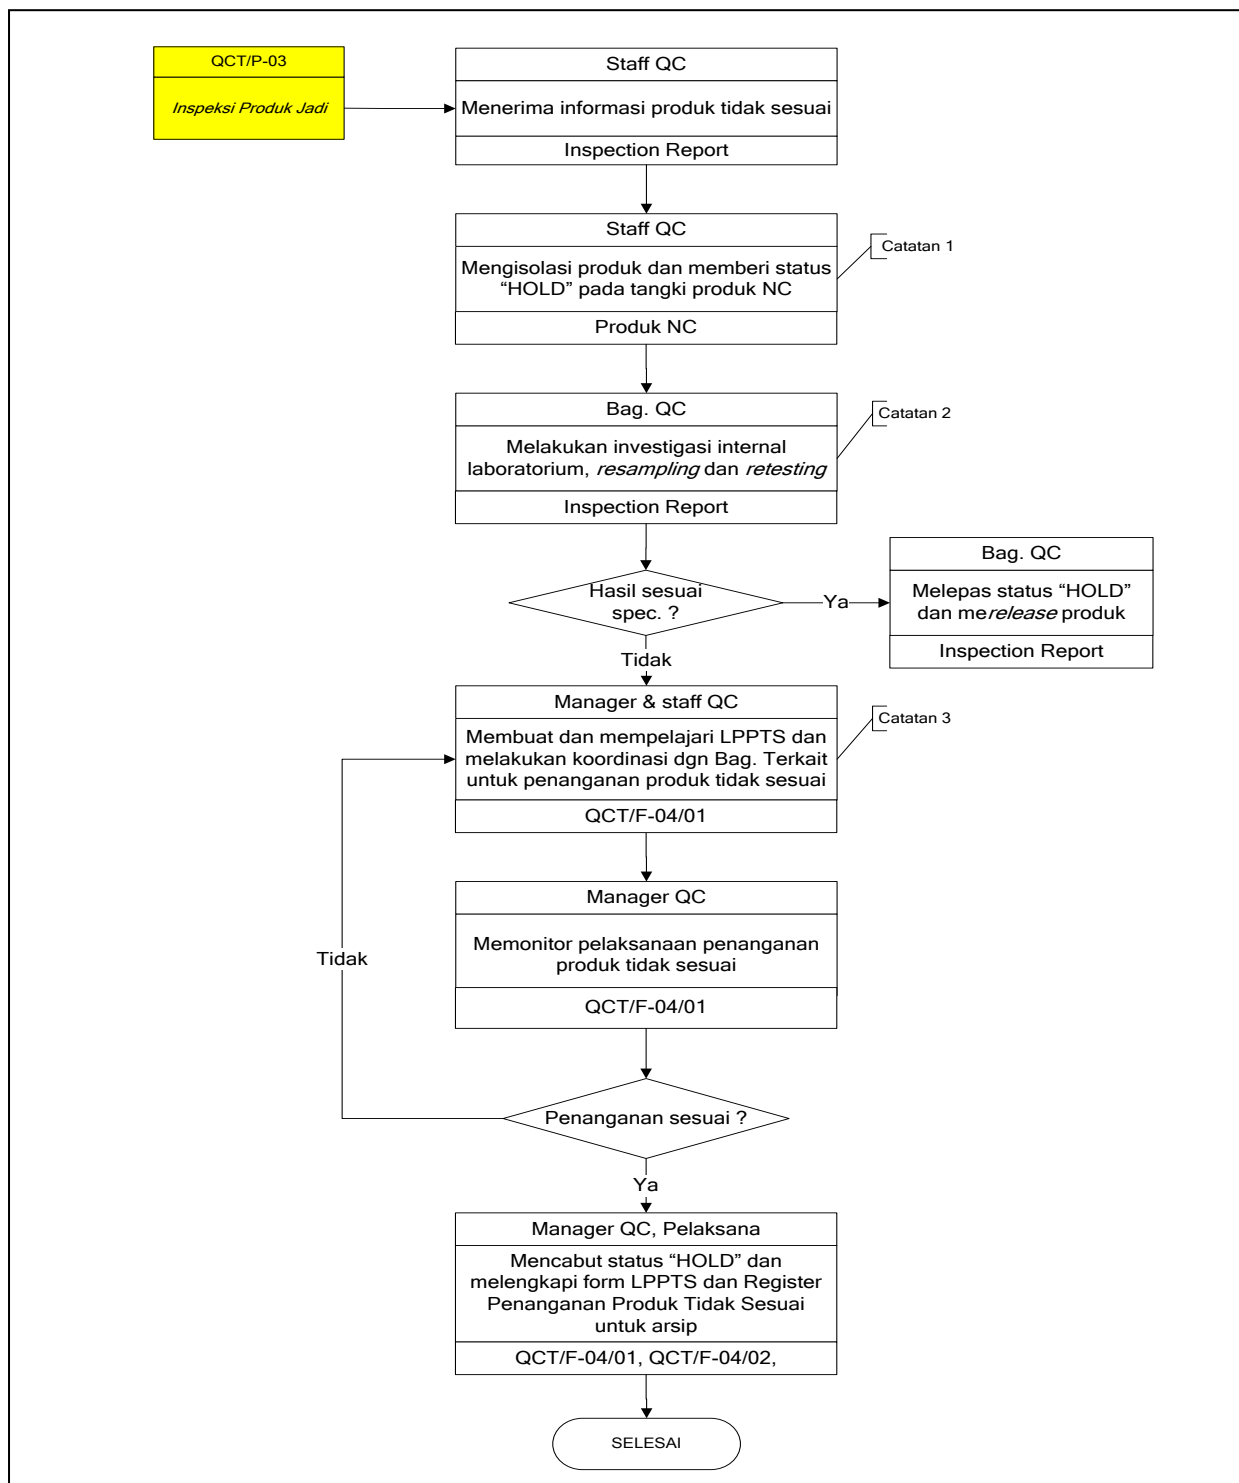 QCT/P-03
Inspeksi Produk Jadi
Staff QC
Menerima informasi produk tidak sesuai
Inspection Report
Staff QC
Mengisolasi produk dan memberi status
“HOLD” pada tangki produk NC
Produk NC
Catatan 1
Bag. QC
Melakukan investigasi internal
laboratorium, resampling dan retesting
Inspection Report
Catatan 2
Hasil sesuai
spec. ?
Ya
Bag. QC
Melepas status “HOLD”
dan merelease produk
Inspection Report
Tidak
Manager & staff QC
Membuat dan mempelajari LPPTS dan
melakukan koordinasi dgn Bag. Terkait
untuk penanganan produk tidak sesuai
QCT/F-04/01
Catatan 3
Manager QC
Memonitor pelaksanaan penanganan
produk tidak sesuai
QCT/F-04/01
Tidak
Penanganan sesuai ?
Ya
Manager QC, Pelaksana
Mencabut status “HOLD” dan
melengkapi form LPPTS dan Register
Penanganan Produk Tidak Sesuai
untuk arsip
QCT/F-04/01, QCT/F-04/02,
SELESAI